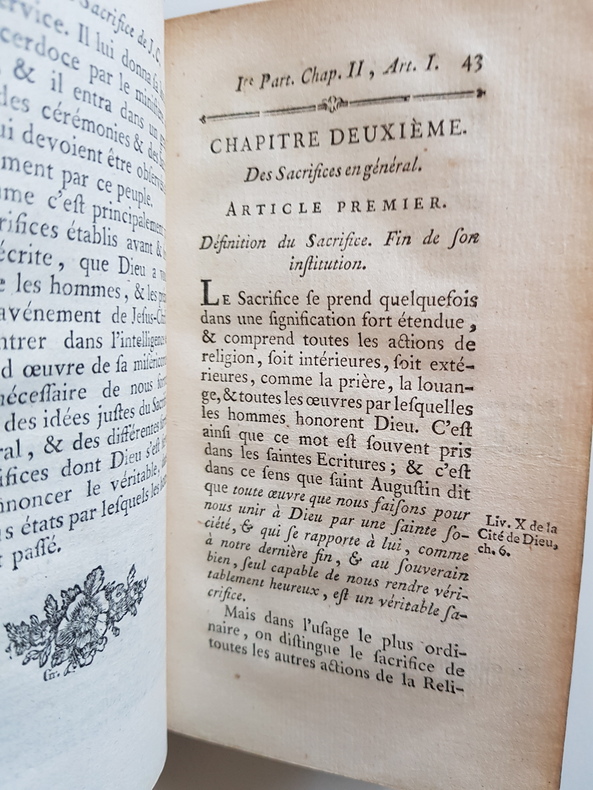 Sacrifice de J. C.
service. Il lui donna
cerdoce par le
& il entra dans un
des cérémonies & des
ui devoient être
ment par ce peuple.
me c'eſt principalement
rifices établis avant &
écrite, que Dieu a
les hommes, &
avénement de Jeſus-
ntrer dans l'intelligence
d œuvre de ſa
néceſſaire de nous
des idées juſtes du
ral, & des différentes
ifices dont Dieu s'eſt
nnoncer le véritable,
s états par leſquels
paſſé.
Iʳᵉ Part. Chap. II, Art. I. 43
CHAPITRE DEUXIÈME.
Des Sacrifices en général.
ARTICLE PREMIER.
Définition du Sacrifice. Fin de ſon
inſtitution.
LE Sacrifice ſe prend quelquefois
dans une ſignification fort étendue,
& comprend toutes les actions de
religion, ſoit intérieures, ſoit exté-
rieures, comme la prière, la louan-
ge, & toutes les œuvres par leſquelles
les hommes honorent Dieu. C'eſt
ainſi que ce mot eſt ſouvent pris
dans les ſaintes Ecritures; & c'eſt
dans ce ſens que ſaint Auguſtin dit
que toute œuvre que nous faiſons pour
nous unir à Dieu par une ſainte ſo-
ciété, & qui ſe rapporte à lui, comme
à notre dernière fin, & au ſouverain
bien, ſeul capable de nous rendre véri-
tablement heureux, eſt un véritable ſa-
crifice.
Liv. X de la
Cité de Dieu,
ch. 6.
Mais dans l'uſage le plus ordi-
naire, on diſtingue le ſacrifice de
toutes les autres actions de la Reli-